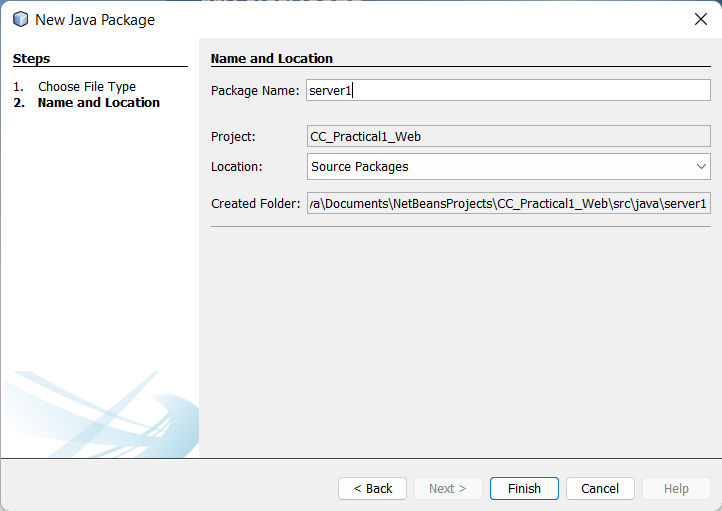 New Java Package
Steps
1. Choose File Type
2. Name and Location
Name and Location
Package Name: server1
Project: CC_Practical1_Web
Location: Source Packages
Created Folder: va\Documents\NetBeansProjects\CC_Practical1_Web\src\java\server1
< Back
Next >
Finish
Cancel
Help